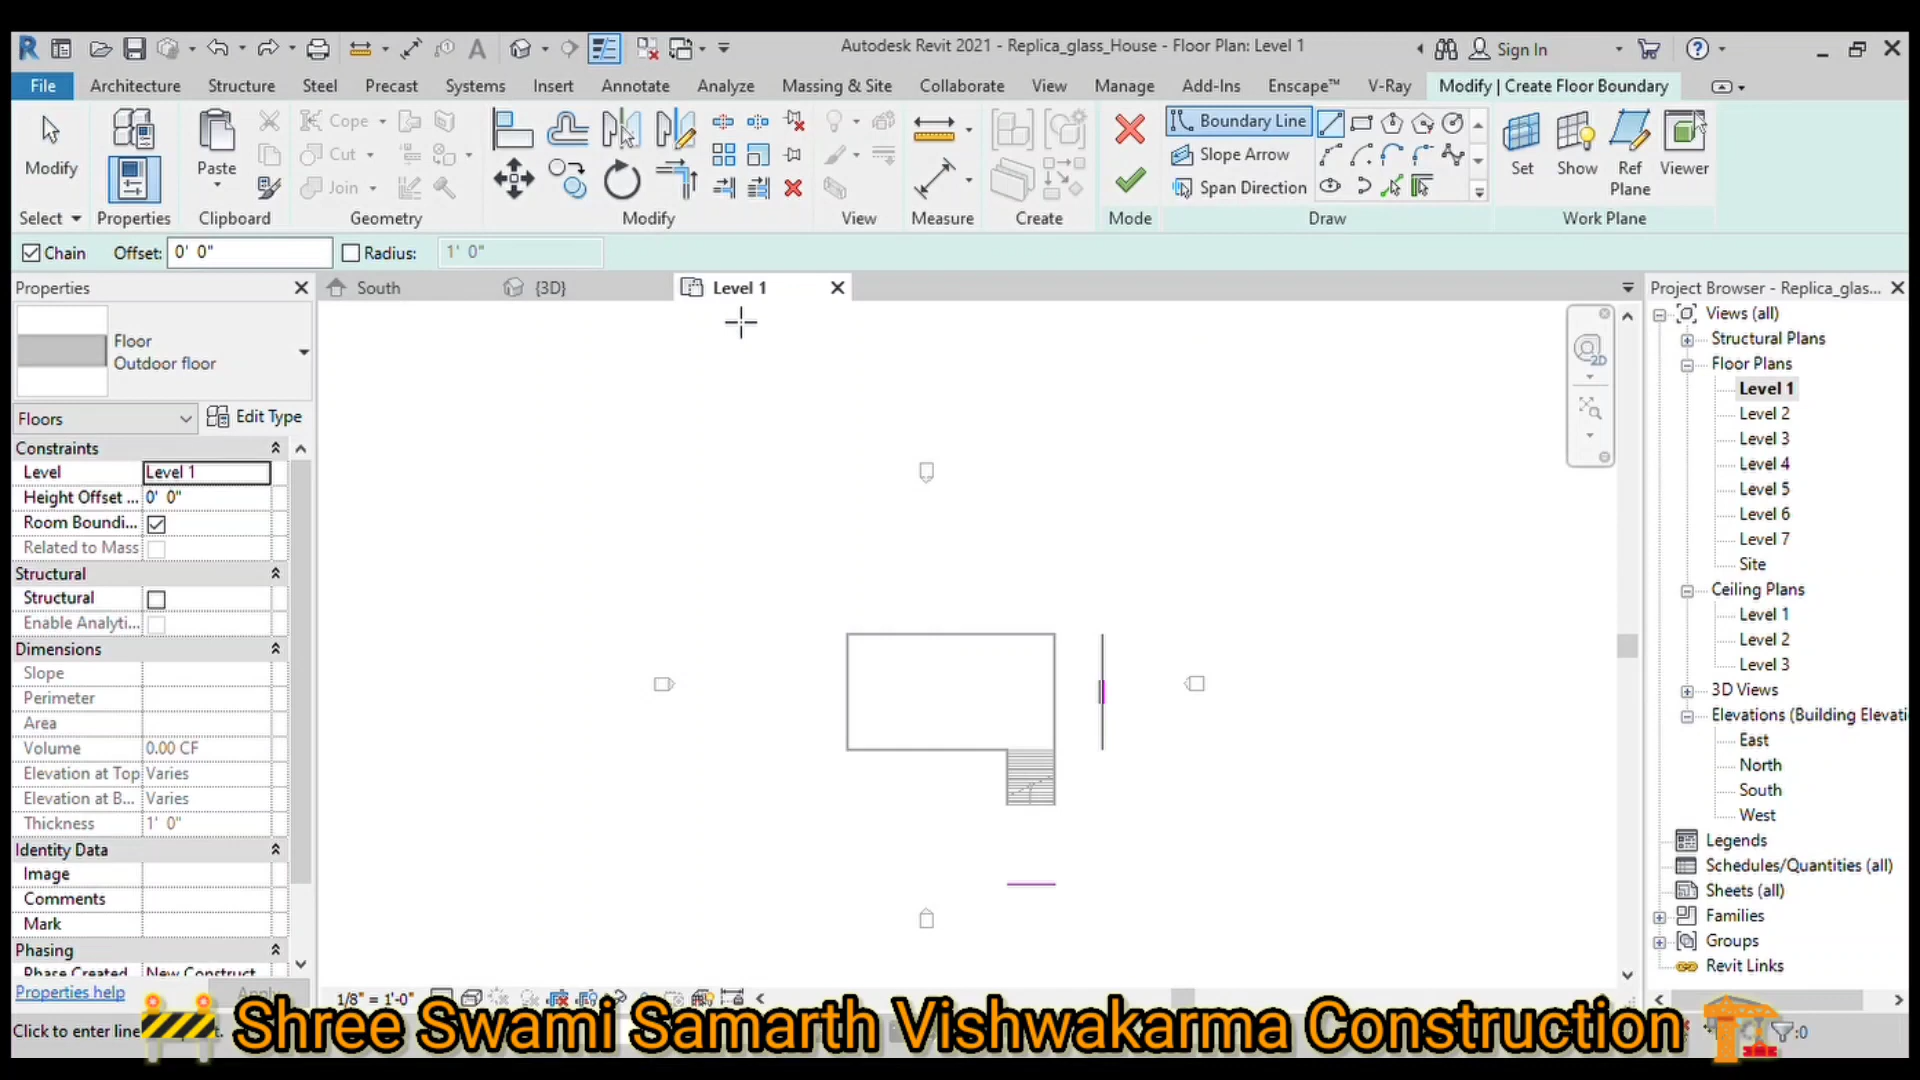 Autodesk Revit 2021 - Replica_glass_House - Floor Plan: Level 1
Sign In
File Architecture Structure Steel Precast Systems Insert Annotate Analyze Massing & Site Collaborate View Manage Add-Ins Enscape™ V-Ray Modify | Create Floor Boundary
Modify
Select
Properties
Paste
Clipboard
Cope
Cut
Join
Geometry
Modify
View
Measure
Create
Mode
Boundary Line
Slope Arrow
Span Direction
Draw
Set
Show
Ref
Plane
Viewer
Work Plane
Chain Offset: 0' 0" Radius: 1' 0"
Properties
South
{3D}
Level 1
Floor
Outdoor floor
Floors
Edit Type
Constraints
Level Level 1
Height Offset ... 0' 0"
Room Boundi...
Related to Mass
Structural
Structural
Enable Analyti...
Dimensions
Slope
Perimeter
Area
Volume 0.00 CF
Elevation at Top Varies
Elevation at B... Varies
Thickness 1' 0"
Identity Data
Image
Comments
Mark
Phasing
Phase Created New Construct
Properties help
Apply
2D
1/8" = 1'-0"
Project Browser - Replica_glas...
Views (all)
Structural Plans
Floor Plans
Level 1
Level 2
Level 3
Level 4
Level 5
Level 6
Level 7
Site
Ceiling Plans
Level 1
Level 2
Level 3
3D Views
Elevations (Building Elevati
East
North
South
West
Legends
Schedules/Quantities (all)
Sheets (all)
Families
Groups
Revit Links
Click to enter line
Shree Swami Samarth Vishwakarma Construction
:0